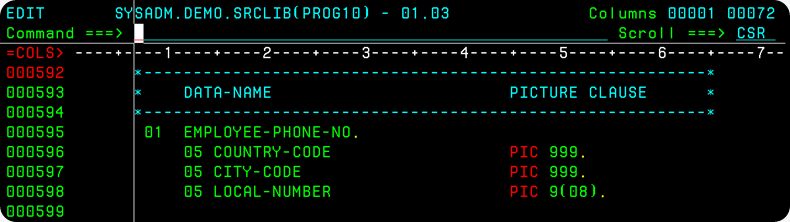 EDIT       SYSADM.DEMO.SRCLIB(PROG10) - 01.03              Columns 00001 00072
Command ===>                                                  Scroll ===> CSR
=COLS> ----+----1----+----2----+----3----+----4----+----5----+----6----+----7--
000592       *---------------------------------------------------------*
000593            DATA-NAME                        PICTURE CLAUSE      *
000594       *---------------------------------------------------------*
000595        01  EMPLOYEE-PHONE-NO.
000596            05 COUNTRY-CODE                  PIC 999.
000597            05 CITY-CODE                     PIC 999.
000598            05 LOCAL-NUMBER                  PIC 9(08).
000599